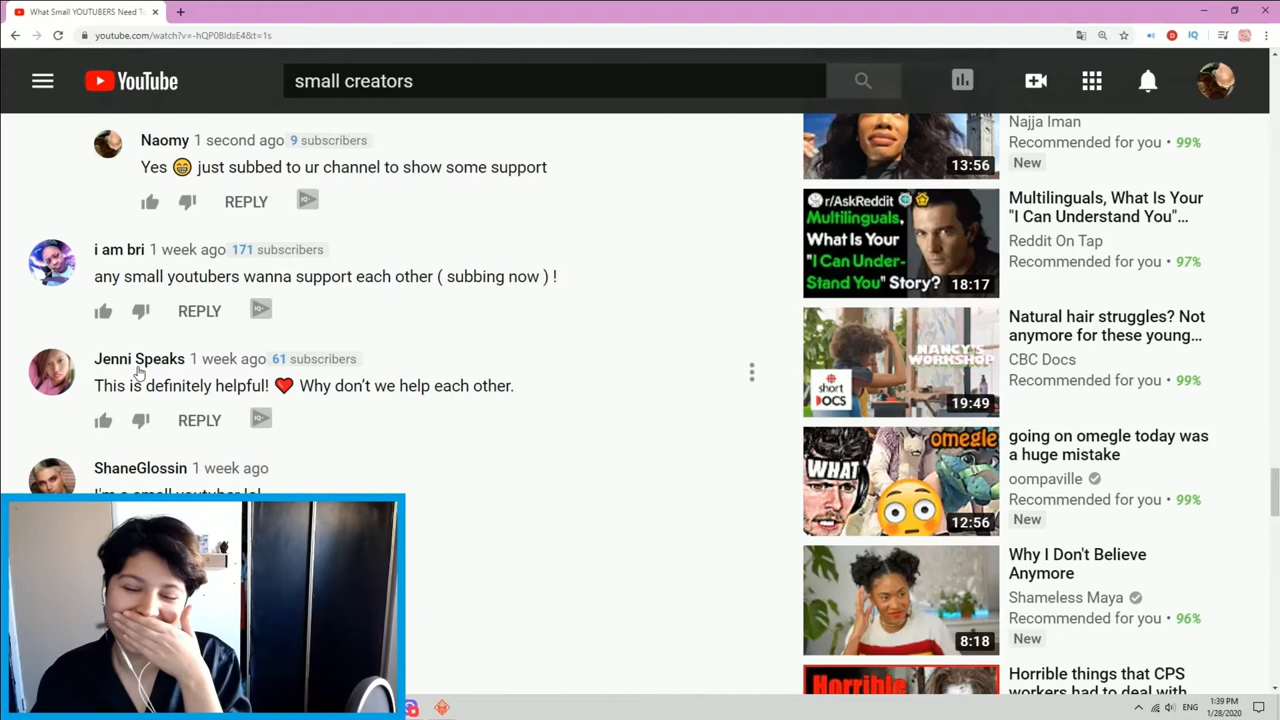 What Small YOUTUBERS Need To
youtube.com/watch?v=-hQP0BldsE4&t=1s
YouTube
small creators
Naomy 1 second ago 9 subscribers
Yes 😁 just subbed to ur channel to show some support
REPLY
i am bri 1 week ago 171 subscribers
any small youtubers wanna support each other ( subbing now ) !
REPLY
Jenni Speaks 1 week ago 61 subscribers
This is definitely helpful! ❤️ Why don't we help each other.
REPLY
ShaneGlossin 1 week ago
I'm a small youtuber lol
13:56
Najja Iman
Recommended for you • 99%
New
r/AskReddit
Multilinguals,
What Is Your
"I Can Under-
Stand You" Story?
18:17
Multilinguals, What Is Your
"I Can Understand You"...
Reddit On Tap
Recommended for you • 97%
NANCY'S
WORKSHOP
short
DOCS
19:49
Natural hair struggles? Not
anymore for these young...
CBC Docs
Recommended for you • 99%
WHAT
omegle
12:56
going on omegle today was
a huge mistake
oompaville
Recommended for you • 99%
New
8:18
Why I Don't Believe
Anymore
Shameless Maya
Recommended for you • 96%
New
Horrible
Horrible things that CPS
workers had to deal with
ENG
1:39 PM
1/28/2020